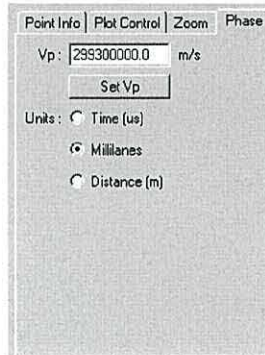 Point Info Plot Control Zoom Phase
Vp : 299300000.0 m/s
Set Vp
Units : Time (us)
Millilanes
Distance (m)